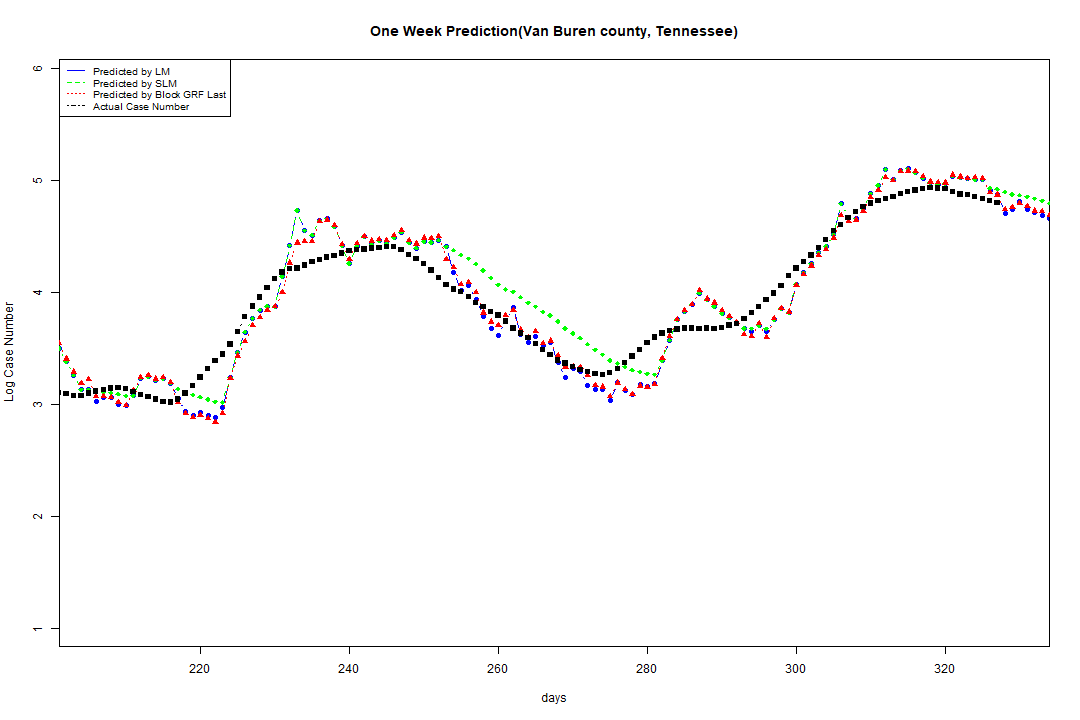 One Week Prediction(Van Buren county, Tennessee)
Predicted by LM
Predicted by SLM
Predicted by Block GRF Last
Actual Case Number
6
5
4
3
2
1
Log Case Number
220 240 260 280 300 320
days